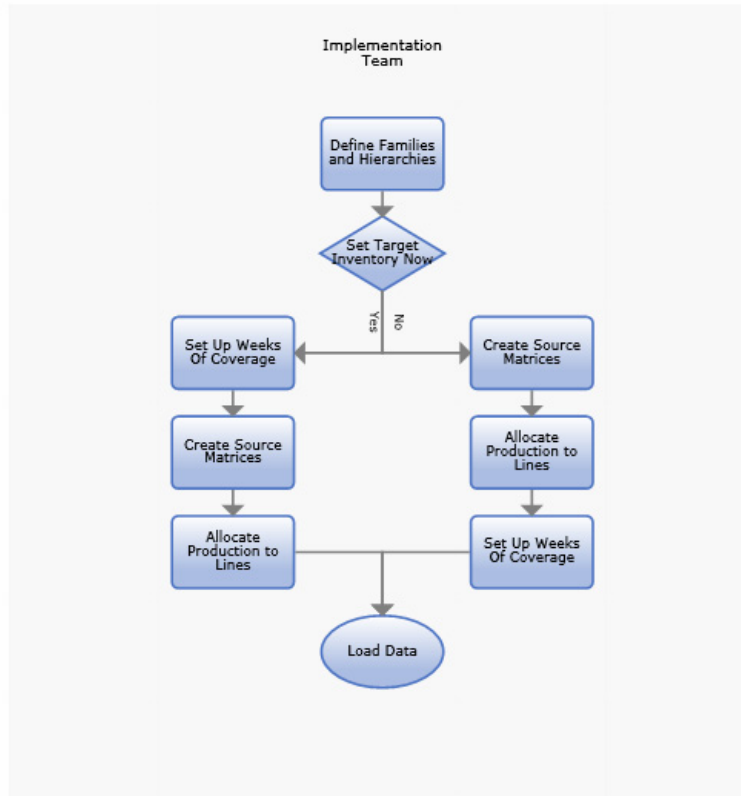 Implementation
Team
Define Families
and Hierarchies
Set Target
Inventory Now
Yes
No
Set Up Weeks
Of Coverage
Create Source
Matrices
Create Source
Matrices
Allocate
Production to
Lines
Allocate
Production to
Lines
Set Up Weeks
Of Coverage
Load Data